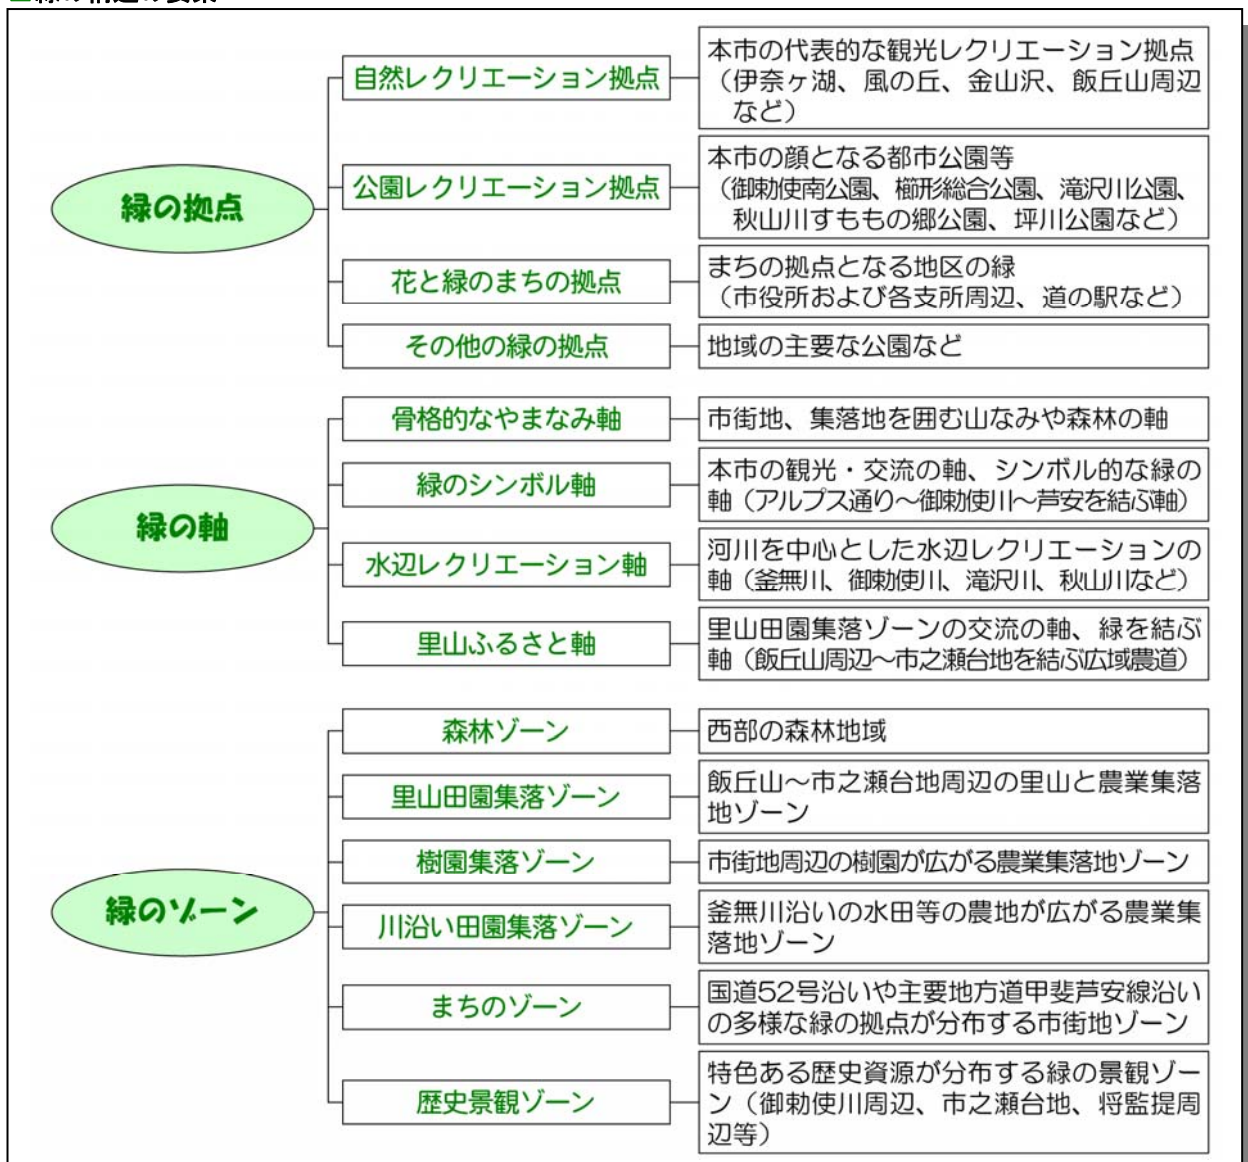 緑の拠点
自然レクリエーション拠点
本市の代表的な観光レクリエーション拠点
（伊奈ヶ湖、風の丘、金山沢、飯丘山周辺
など）
公園レクリエーション拠点
本市の顔となる都市公園等
（御勅使南公園、櫛形総合公園、滝沢川公園、
秋山川すももの郷公園、坪川公園など）
花と緑のまちの拠点
まちの拠点となる地区の緑
（市役所および各支所周辺、道の駅など）
その他の緑の拠点
地域の主要な公園など
緑の軸
骨格的なやまなみ軸
市街地、集落地を囲む山なみや森林の軸
緑のシンボル軸
本市の観光・交流の軸、シンボル的な緑の
軸（アルプス通り～御勅使川～芦安を結ぶ軸）
水辺レクリエーション軸
河川を中心とした水辺レクリエーションの
軸（釜無川、御勅使川、滝沢川、秋山川など）
里山ふるさと軸
里山田園集落ゾーンの交流の軸、緑を結ぶ
軸（飯丘山周辺～市之瀬台地を結ぶ広域農道）
緑のゾーン
森林ゾーン
西部の森林地域
里山田園集落ゾーン
飯丘山～市之瀬台地周辺の里山と農業集落
地ゾーン
樹園集落ゾーン
市街地周辺の樹園が広がる農業集落地ゾーン
川沿い田園集落ゾーン
釜無川沿いの水田等の農地が広がる農業集
落地ゾーン
まちのゾーン
国道52号沿いや主要地方道甲斐芦安線沿い
の多様な緑の拠点が分布する市街地ゾーン
歴史景観ゾーン
特色ある歴史資源が分布する緑の景観ゾー
ン（御勅使川周辺、市之瀬台地、将監堤周
辺等）